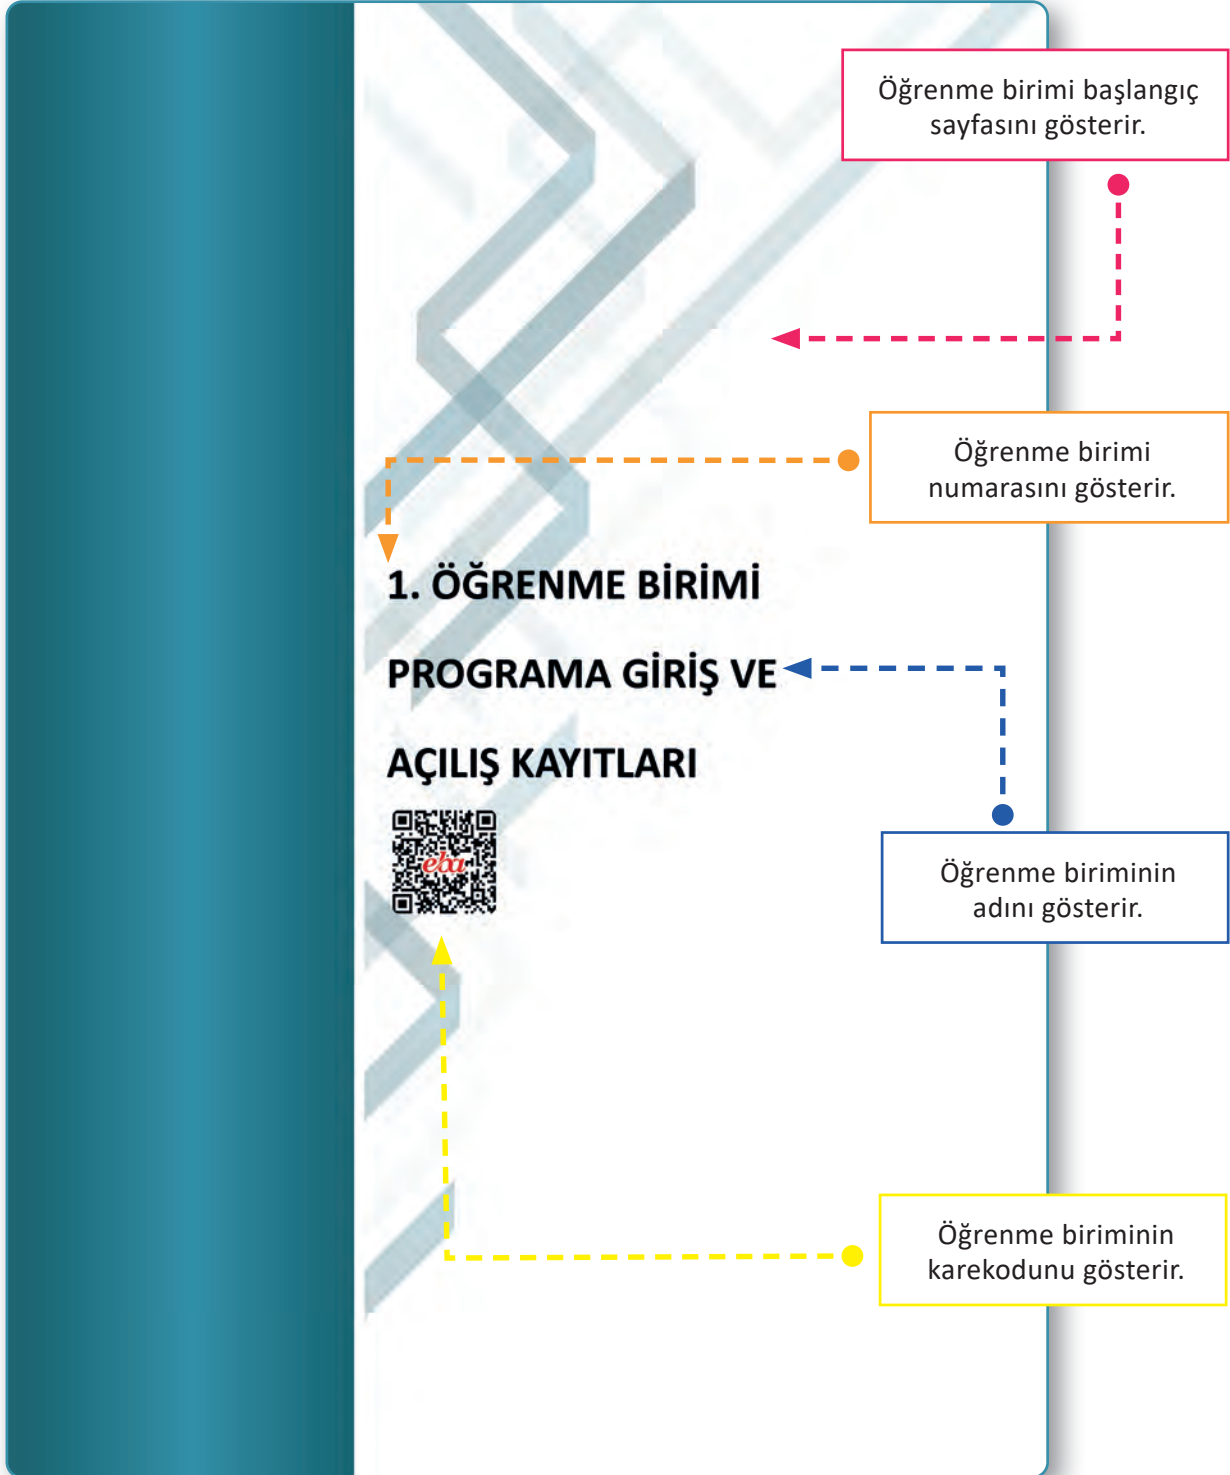 Öğrenme birimi başlangıç
sayfasını gösterir.
Öğrenme birimi
numarasını gösterir.
1. ÖĞRENME BİRİMİ
PROGRAMA GİRİŞ VE
AÇILIŞ KAYITLARI
eba
Öğrenme biriminin
adını gösterir.
Öğrenme biriminin
karekodunu gösterir.